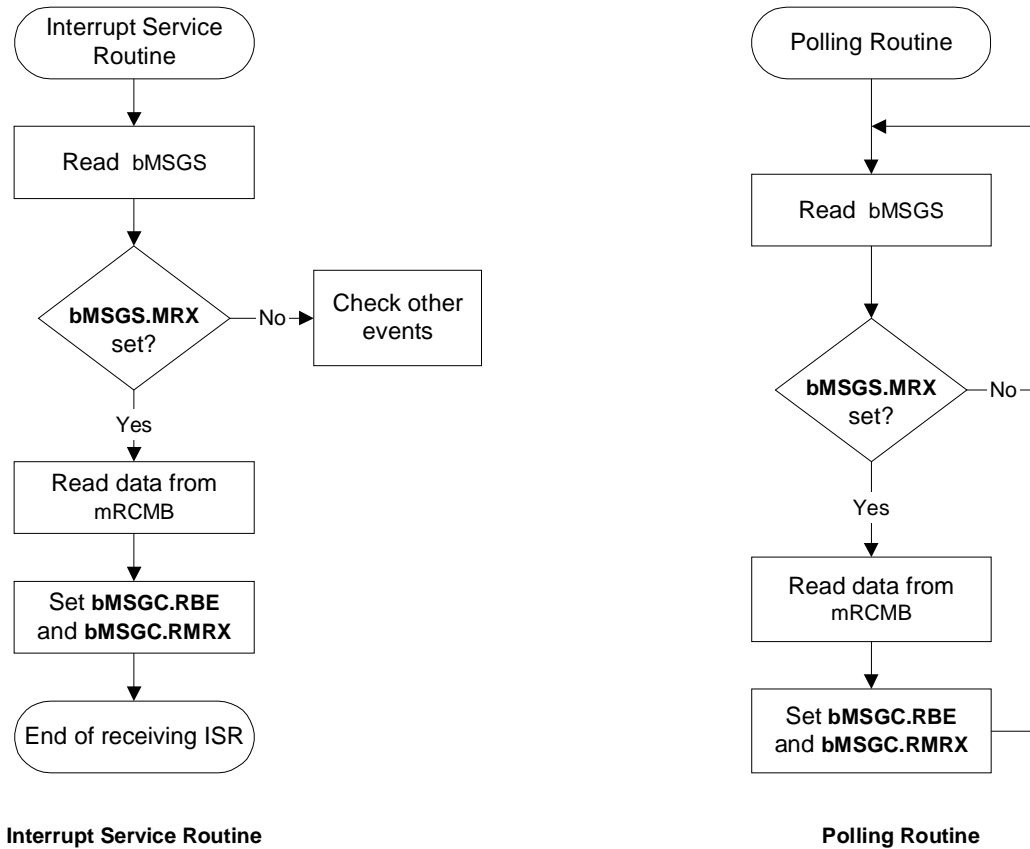 Interrupt Service
Routine
Read bMSGS
bMSGS.MRX
set?
No
Check other
events
Yes
Read data from
mRCMB
Set bMSGC.RBE
and bMSGC.RMRX
End of receiving ISR
Interrupt Service Routine
Polling Routine
Read bMSGS
bMSGS.MRX
set?
No
Yes
Read data from
mRCMB
Set bMSGC.RBE
and bMSGC.RMRX
Polling Routine